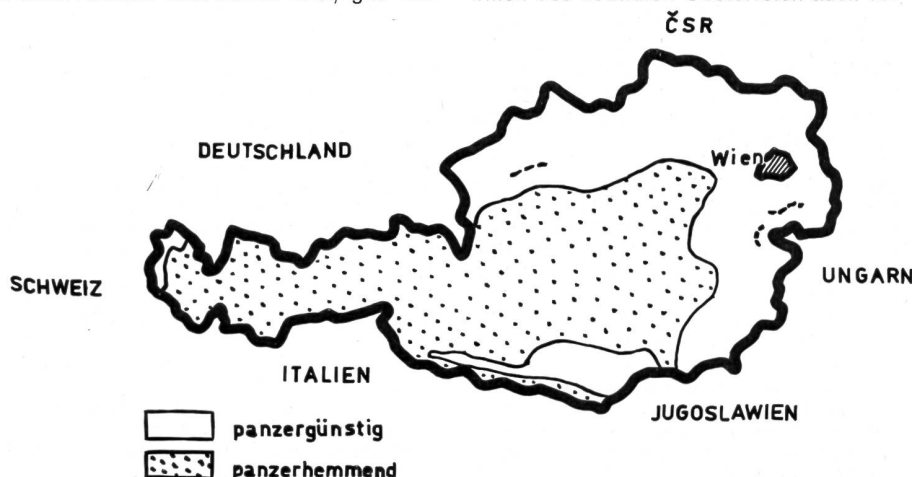 ČSR
DEUTSCHLAND
Wien
SCHWEIZ
UNGARN
ITALIEN
JUGOSLAWIEN
panzergünstig
panzerhemmend